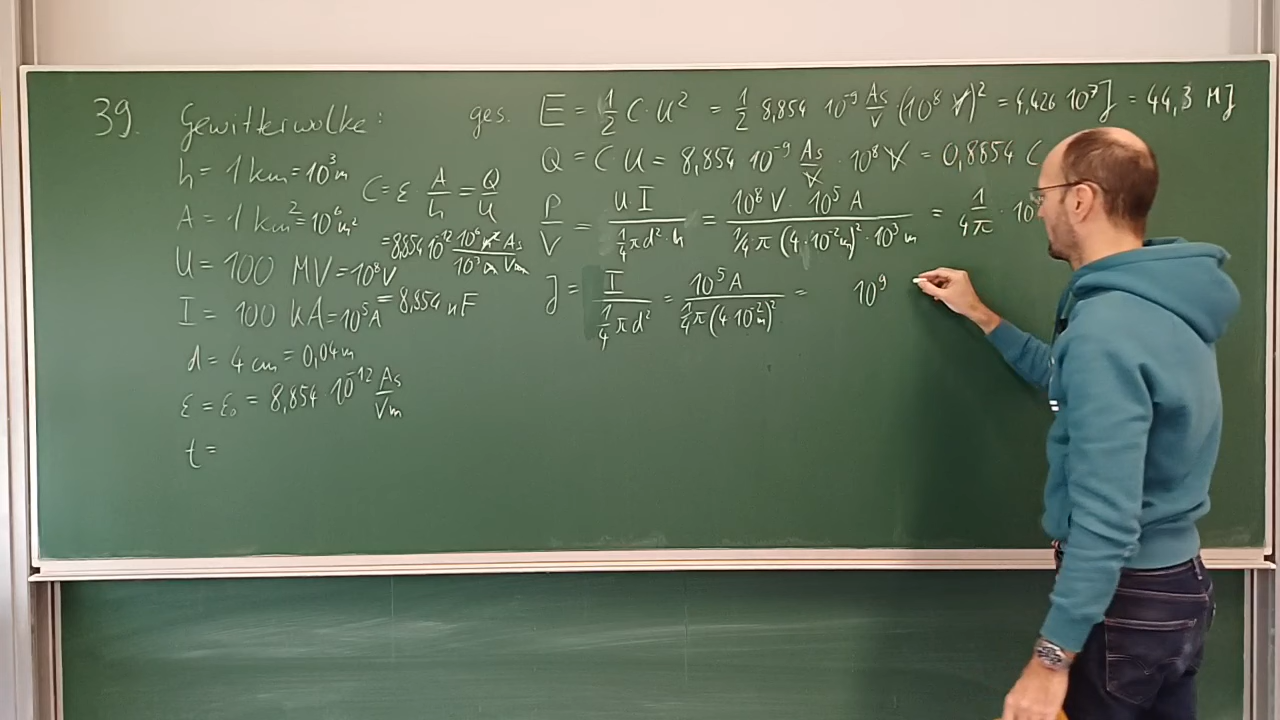 39. Gewitterwolke:
h = 1 km = 10³ m
A = 1 km² = 10⁶ m²
U = 100 MV = 10⁸ V
I = 100 kA = 10⁵ A
d = 4 cm = 0,04 m
ε = ε₀ = 8,854 10⁻¹² As/Vm
t =
C = ε A/h = Q/U
= 8,854 10⁻¹² 10⁶ m²/10³ m As/Vm
= 8,854 nF
ges. E = 1/2 C · U² = 1/2 8,854 10⁻⁹ As/V · (10⁸ V)² = 4,426 10⁷ J = 44,3 MJ
Q = C · U = 8,854 10⁻⁹ As/V · 10⁸ V = 0,8854 C
P/V = U I / (1/4 π d² · h) = 10⁸ V · 10⁵ A / (1/4 · π (4 · 10⁻² m)² · 10³ m) = 1/4π · 10
J = I / (1/4 π d²) = 10⁵ A / (1/4 π (4 10⁻² m)²) = 10⁹